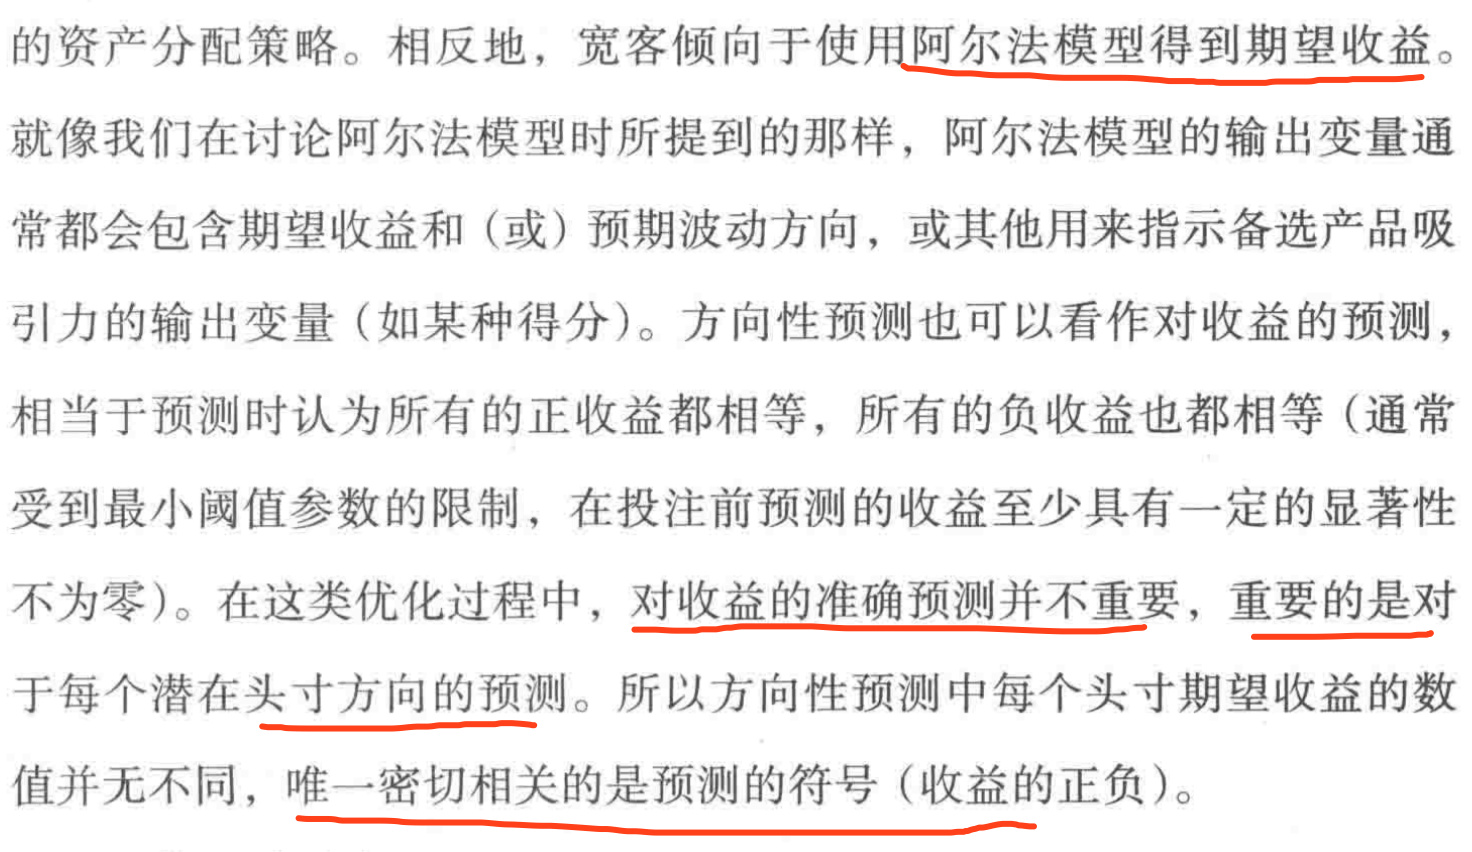 的资产分配策略。相反地，宽客倾向于使用阿尔法模型得到期望收益。
就像我们在讨论阿尔法模型时所提到的那样，阿尔法模型的输出变量通
常都会包含期望收益和（或）预期波动方向，或其他用来指示备选产品吸
引力的输出变量（如某种得分）。方向性预测也可以看作对收益的预测，
相当于预测时认为所有的正收益都相等，所有的负收益也都相等（通常
受到最小阈值参数的限制，在投注前预测的收益至少具有一定的显著性
不为零）。在这类优化过程中，对收益的准确预测并不重要，重要的是对
于每个潜在头寸方向的预测。所以方向性预测中每个头寸期望收益的数
值并无不同，唯一密切相关的是预测的符号（收益的正负）。